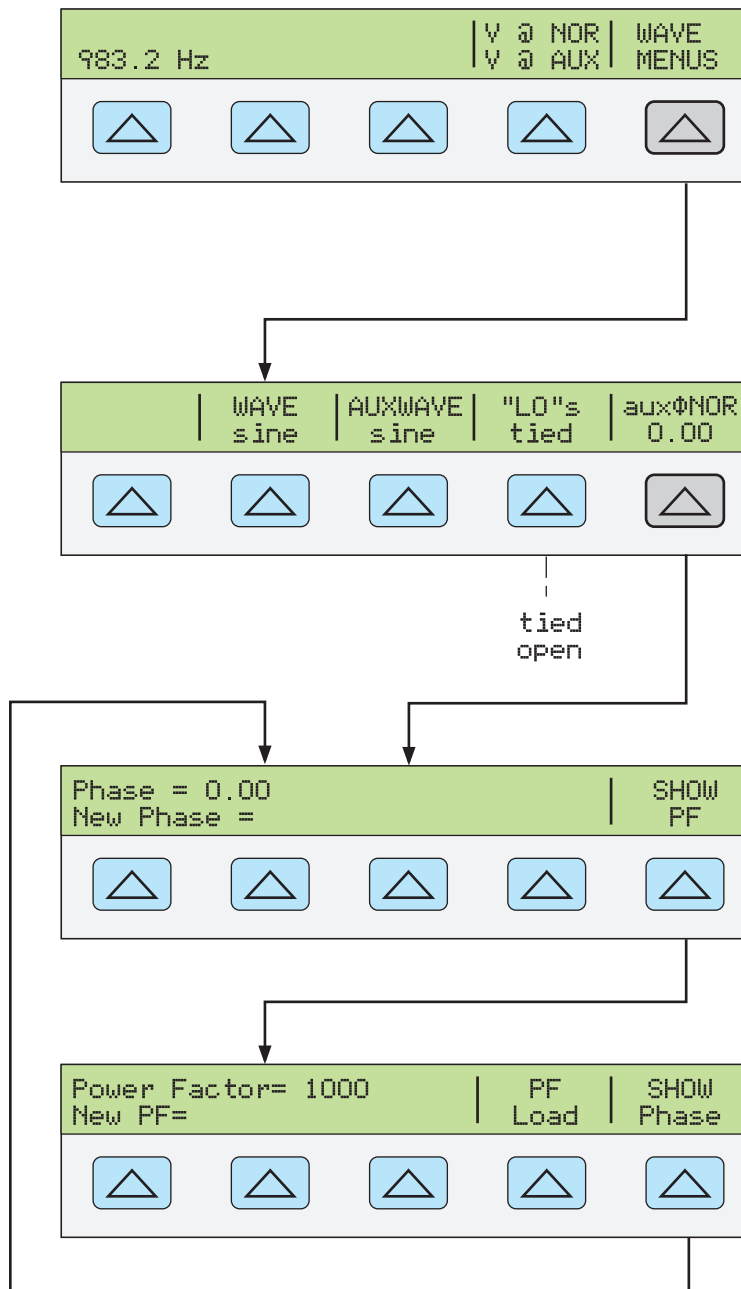 983.2 Hz
V @ NOR
V @ AUX
WAVE
MENUS
WAVE
sine
AUXWAVE
sine
"LO"s
tied
auxΦNOR
0.00
tied
open
Phase = 0.00
New Phase =
SHOW
PF
Power Factor= 1000
New PF=
PF
Load
SHOW
Phase